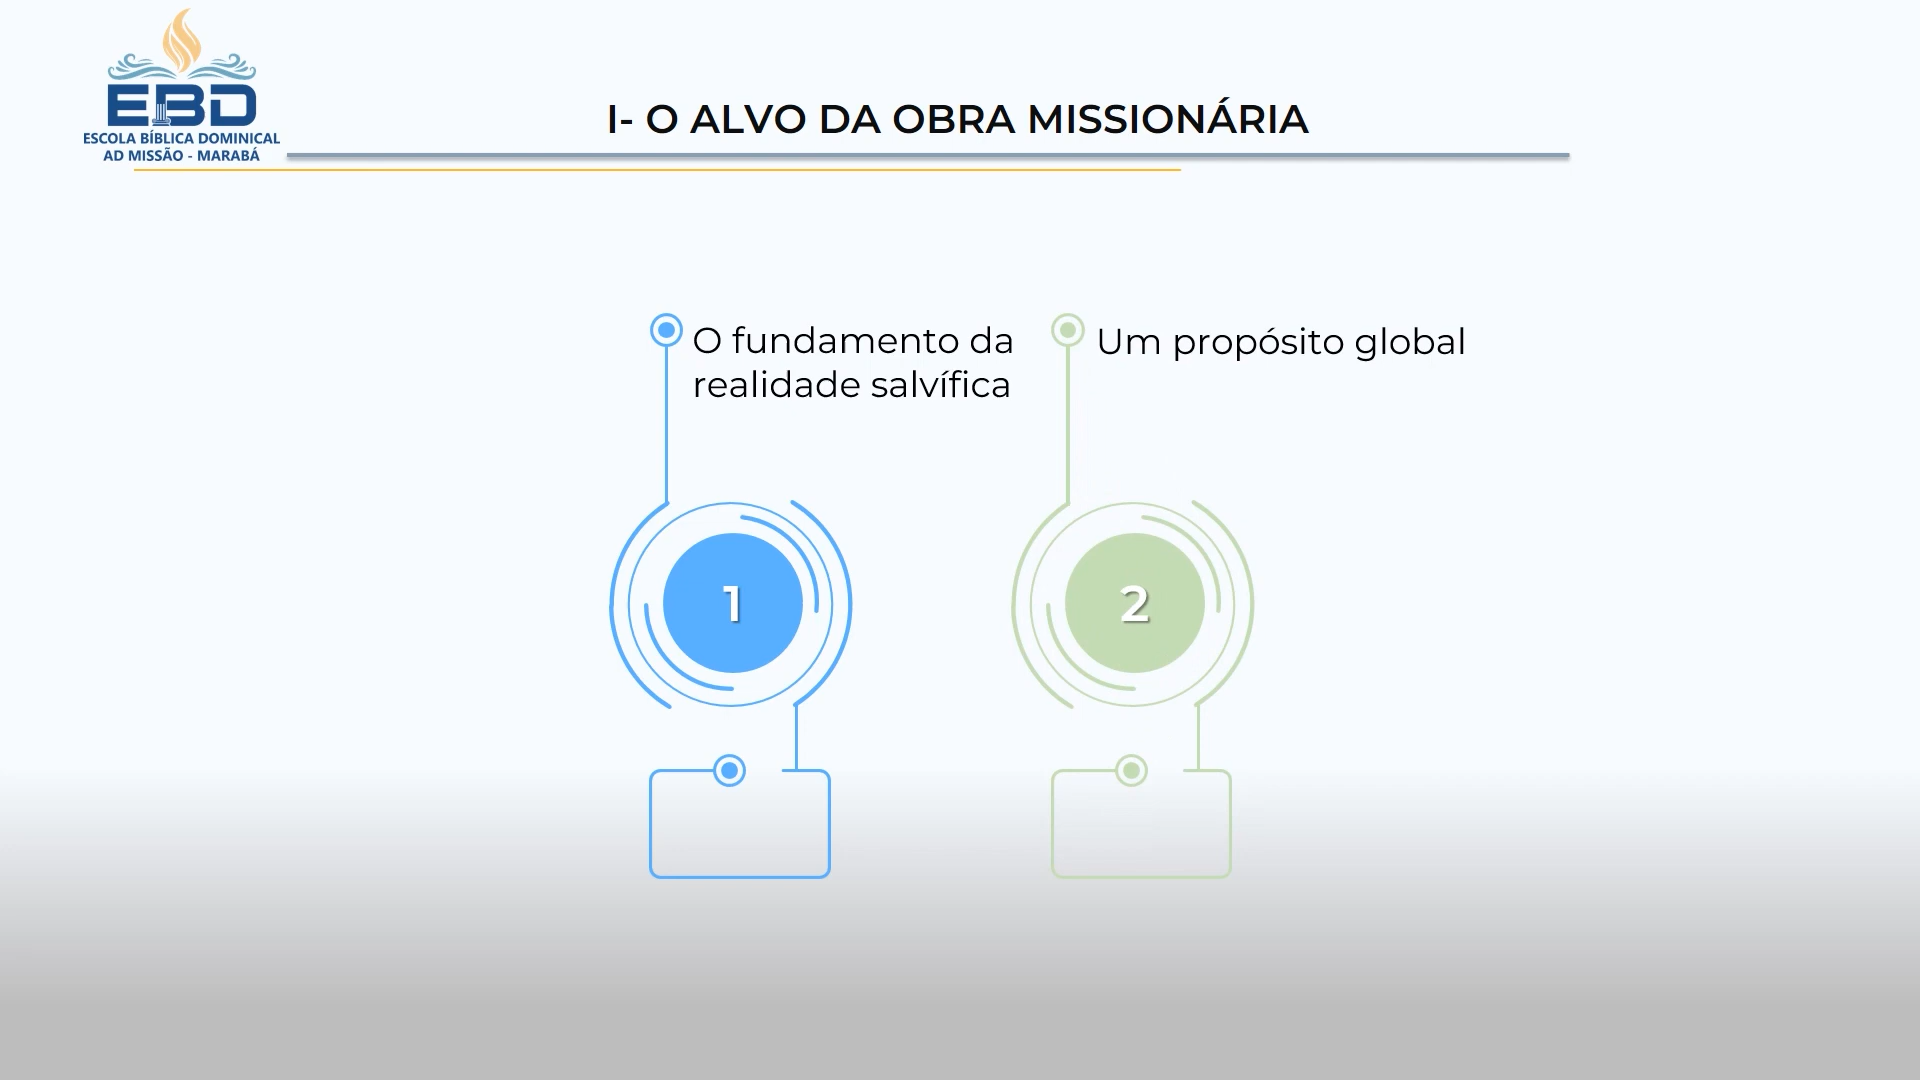 EBD
ESCOLA BÍBLICA DOMINICAL
AD MISSÃO - MARABÁ
I- O ALVO DA OBRA MISSIONÁRIA
O fundamento da
realidade salvífica
Um propósito global
1
2